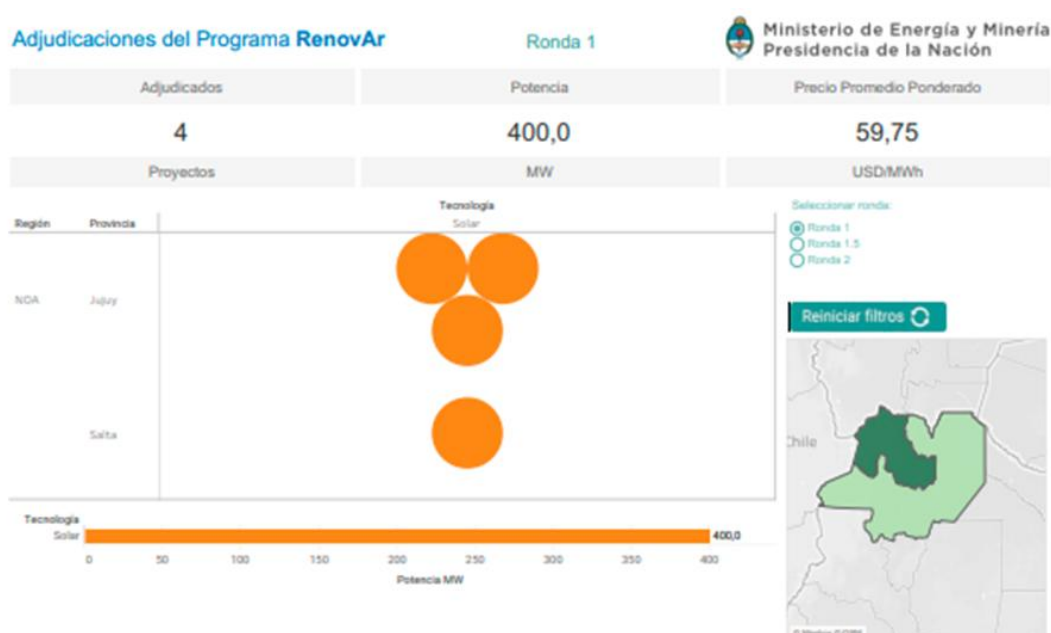 Adjudicaciones del Programa RenovAr
Ronda 1
Ministerio de Energía y Minería
Presidencia de la Nación
Adjudicados
Potencia
Precio Promedio Ponderado
4
400,0
59,75
Proyectos
MW
USD/MWh
Tecnología
Región Provincia Solar
NOA Jujuy
Salta
Seleccionar ronda:
Ronda 1
Ronda 1.5
Ronda 2
Reiniciar filtros
Chile
Tecnología
Solar
400,0
0 50 100 150 200 250 300 350 400
Potencia MW